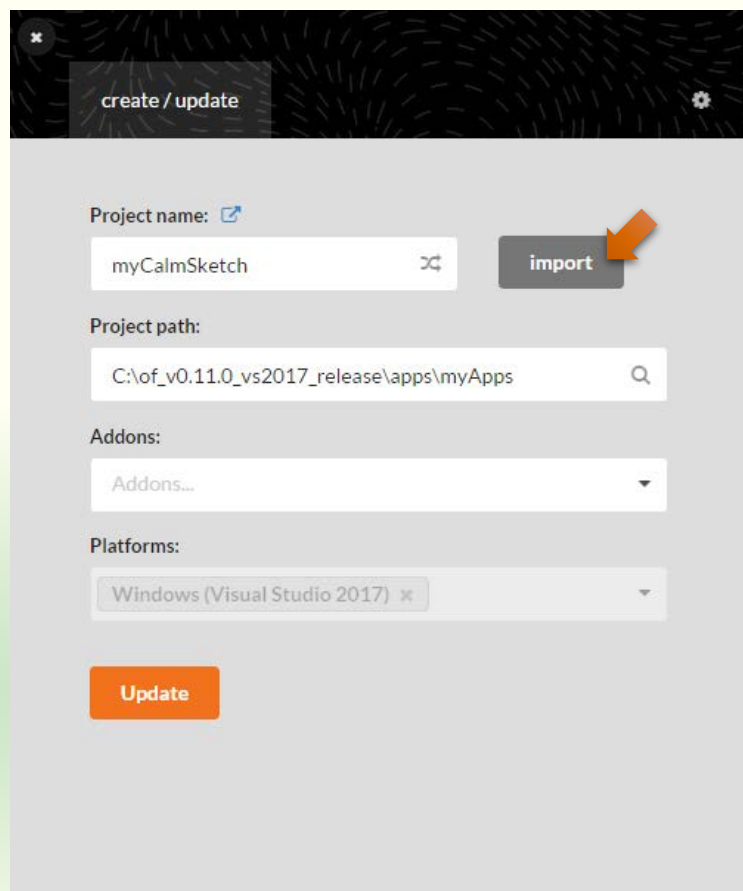 create / update
Project name:
myCalmSketch
import
Project path:
C:\of_v0.11.0_vs2017_release\apps\myApps
Addons:
Addons...
Platforms:
Windows (Visual Studio 2017)
Update